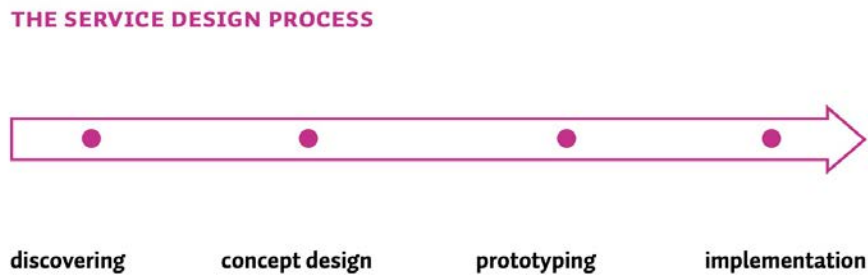 THE SERVICE DESIGN PROCESS
discovering concept design prototyping implementation